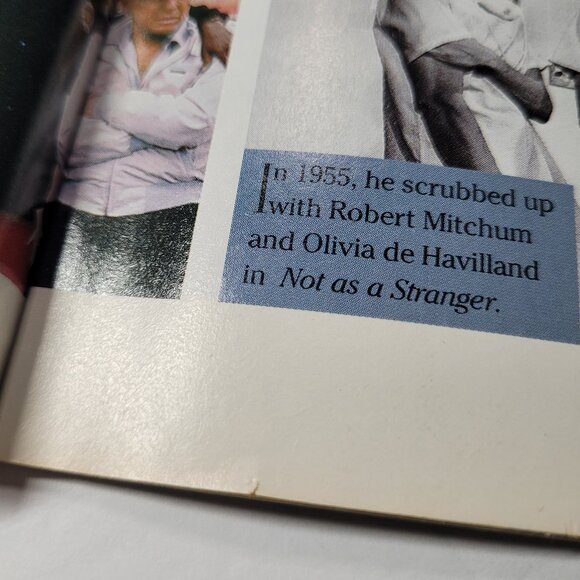 In 1955, he scrubbed up
with Robert Mitchum
and Olivia de Havilland
in Not as a Stranger.